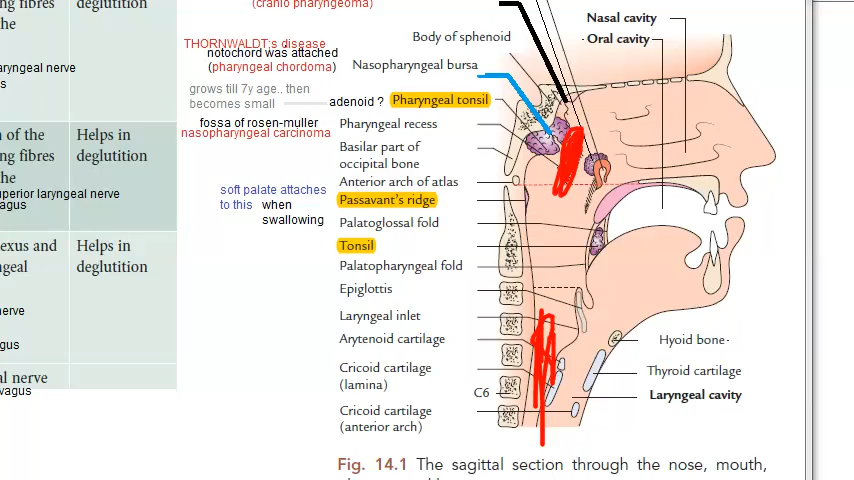 ng fibres
deglutition
he
aryngeal nerve
s
n of the
Helps in
ng fibres
deglutition
he
uperior laryngeal nerve
agus
exus and
Helps in
geal
deglutition
nerve
gus
al nerve
vagus
(cranio pharyngeoma)
THORNWALDT;s disease
notochord was attached
(pharyngeal chordoma)
grows till 7y age.. then
becomes small
adenoid ?
fossa of rosen-muller
nasopharyngeal carcinoma
soft palate attaches
to this when
swallowing
Body of sphenoid
Nasopharyngeal bursa
Pharyngeal tonsil
Pharyngeal recess
Basilar part of
occipital bone
Anterior arch of atlas
Passavant's ridge
Palatoglossal fold
Tonsil
Palatopharyngeal fold
Epiglottis
Laryngeal inlet
Arytenoid cartilage
Cricoid cartilage
(lamina)
C6
Cricoid cartilage
(anterior arch)
Nasal cavity
Oral cavity
Hyoid bone
Thyroid cartilage
Laryngeal cavity
Fig. 14.1 The sagittal section through the nose, mouth,